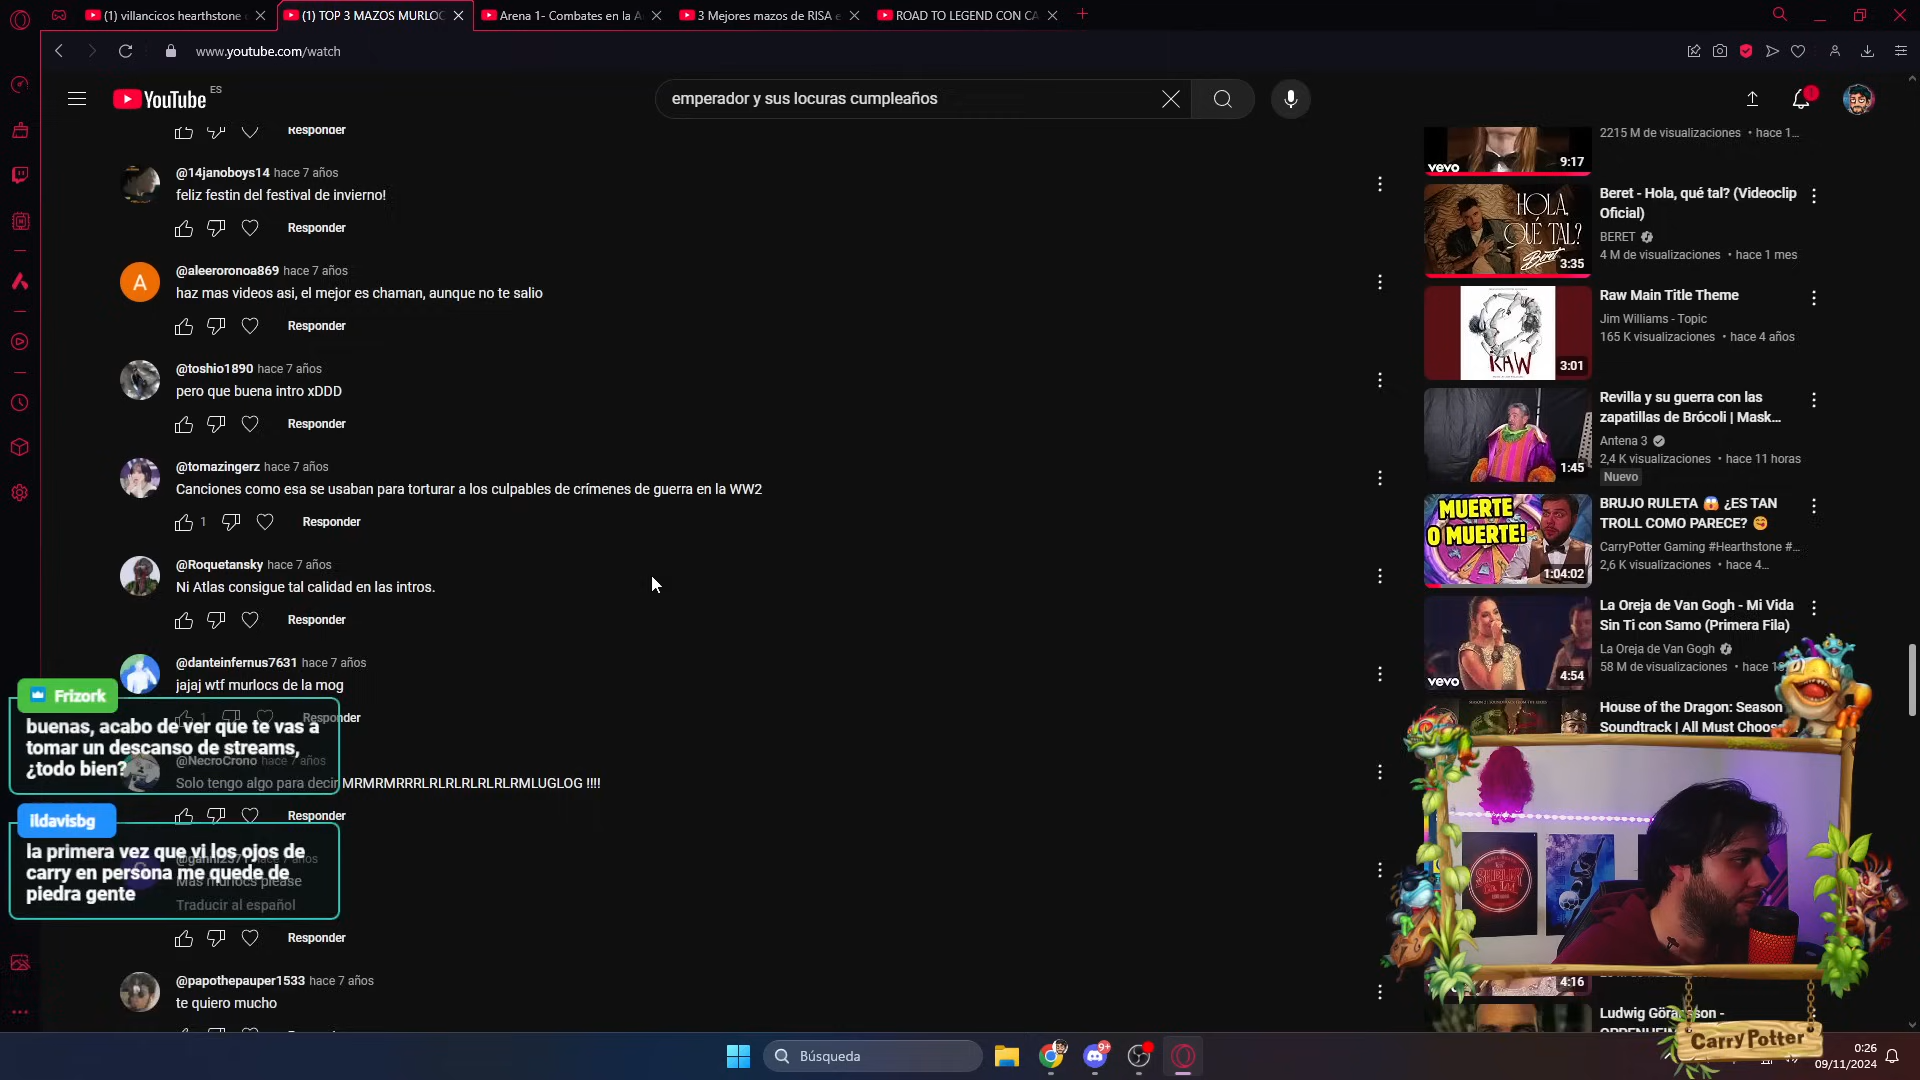 (1) villancicos hearthstone
(1) TOP 3 MAZOS MURLOC
Arena 1- Combates en la A
3 Mejores mazos de RISA e
ROAD TO LEGEND CON CA
www.youtube.com/watch
YouTube ES
emperador y sus locuras cumpleaños
Responder
@14janoboys14 hace 7 años
feliz festin del festival de invierno!
Responder
A
@aleeroronoa869 hace 7 años
haz mas videos asi, el mejor es chaman, aunque no te salio
Responder
@toshio1890 hace 7 años
pero que buena intro xDDD
Responder
@tomazingerz hace 7 años
Canciones como esa se usaban para torturar a los culpables de crímenes de guerra en la WW2
1 Responder
@Roquetansky hace 7 años
Ni Atlas consigue tal calidad en las intros.
Responder
@danteinfernus7631 hace 7 años
jajaj wtf murlocs de la mog
1 Responder
@NecroCrono hace 7 años
Solo tengo algo para decir MRMRMRRRLRLRLRLRLRLRMLUGLOG !!!!
Responder
hace 7 años
Mas murlocs please
Traducir al español
Responder
@papothepauper1533 hace 7 años
te quiero mucho
Frizork
buenas, acabo de ver que te vas a
tomar un descanso de streams,
¿todo bien?
Ildavisbg
la primera vez que vi los ojos de
carry en persona me quede de
piedra gente
vevo
9:17
2215 M de visualizaciones • hace 1...
HOLA,
QUÉ TAL?
Beret
3:35
Beret - Hola, qué tal? (Videoclip
Oficial)
BERET
4 M de visualizaciones • hace 1 mes
RAW
3:01
Raw Main Title Theme
Jim Williams - Topic
165 K visualizaciones • hace 4 años
1:45
Revilla y su guerra con las
zapatillas de Brócoli | Mask...
Antena 3
2,4 K visualizaciones • hace 11 horas
Nuevo
MUERTE
O MUERTE!
1:04:02
BRUJO RULETA 😱 ¿ES TAN
TROLL COMO PARECE? 😋
CarryPotter Gaming #Hearthstone #...
2,6 K visualizaciones • hace 4...
vevo
4:54
La Oreja de Van Gogh - Mi Vida
Sin Ti con Samo (Primera Fila)
La Oreja de Van Gogh
58 M de visualizaciones • hace
House of the Dragon: Season
Soundtrack | All Must Choose
4:16
Ludwig Göransson -
CarryPotter
Búsqueda
9+
0:26
09/11/2024